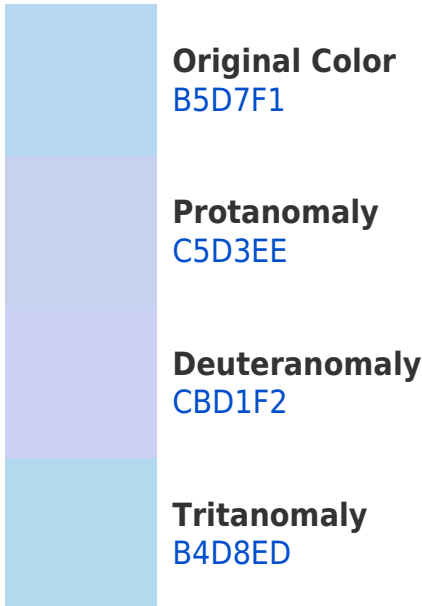 Original Color
B5D7F1
Protanomaly
C5D3EE
Deuteranomaly
CBD1F2
Tritanomaly
B4D8ED